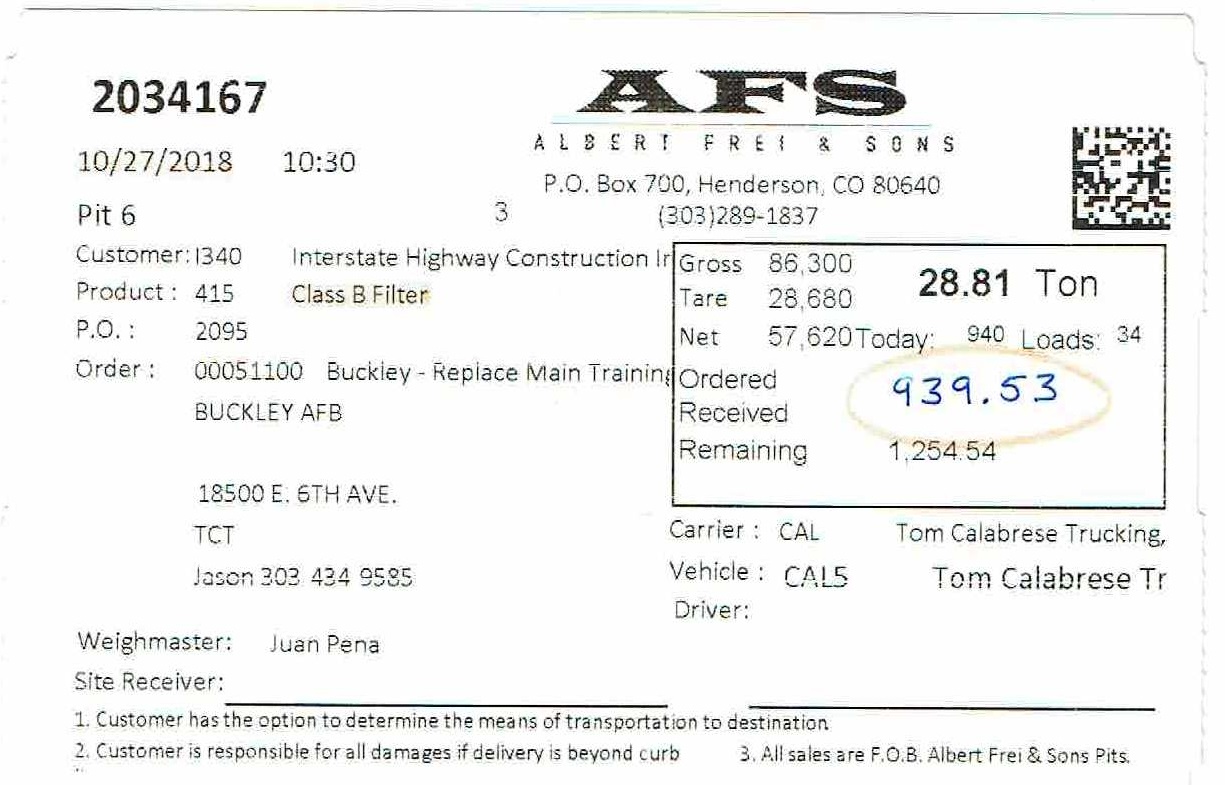 2034167
AFS
ALBERT FREI & SONS
10/27/2018 10:30
P.O. Box 700, Henderson, CO 80640
Pit 6 3 (303)289-1837
Customer: I340 Interstate Highway Construction Ir
Gross 86,300 28.81 Ton
Product : 415 Class B Filter
Tare 28,680
P.O. : 2095
Net 57,620 Today: 940 Loads: 34
Order : 00051100 Buckley - Replace Main Training
Ordered 939.53
BUCKLEY AFB
Received
Remaining 1,254.54
18500 E. 6TH AVE.
TCT
Carrier : CAL Tom Calabrese Trucking,
Jason 303 434 9585
Vehicle : CAL5 Tom Calabrese Tr
Driver:
Weighmaster: Juan Pena
Site Receiver:
1. Customer has the option to determine the means of transportation to destination
2. Customer is responsible for all damages if delivery is beyond curb 3. All sales are F.O.B. Albert Frei & Sons Pits.